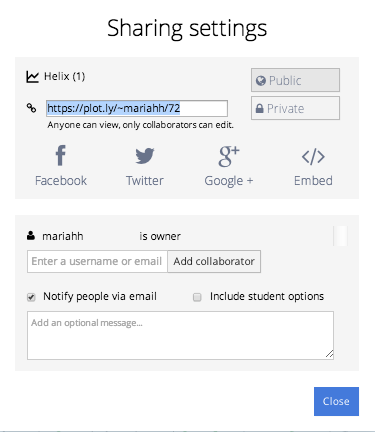 Sharing settings
Helix (1)
Public
https://plot.ly/~mariahh/72
Private
Anyone can view, only collaborators can edit.
Facebook
Twitter
Google +
Embed
mariahh is owner
Enter a username or email
Add collaborator
Notify people via email
Include student options
Add an optional message...
Close